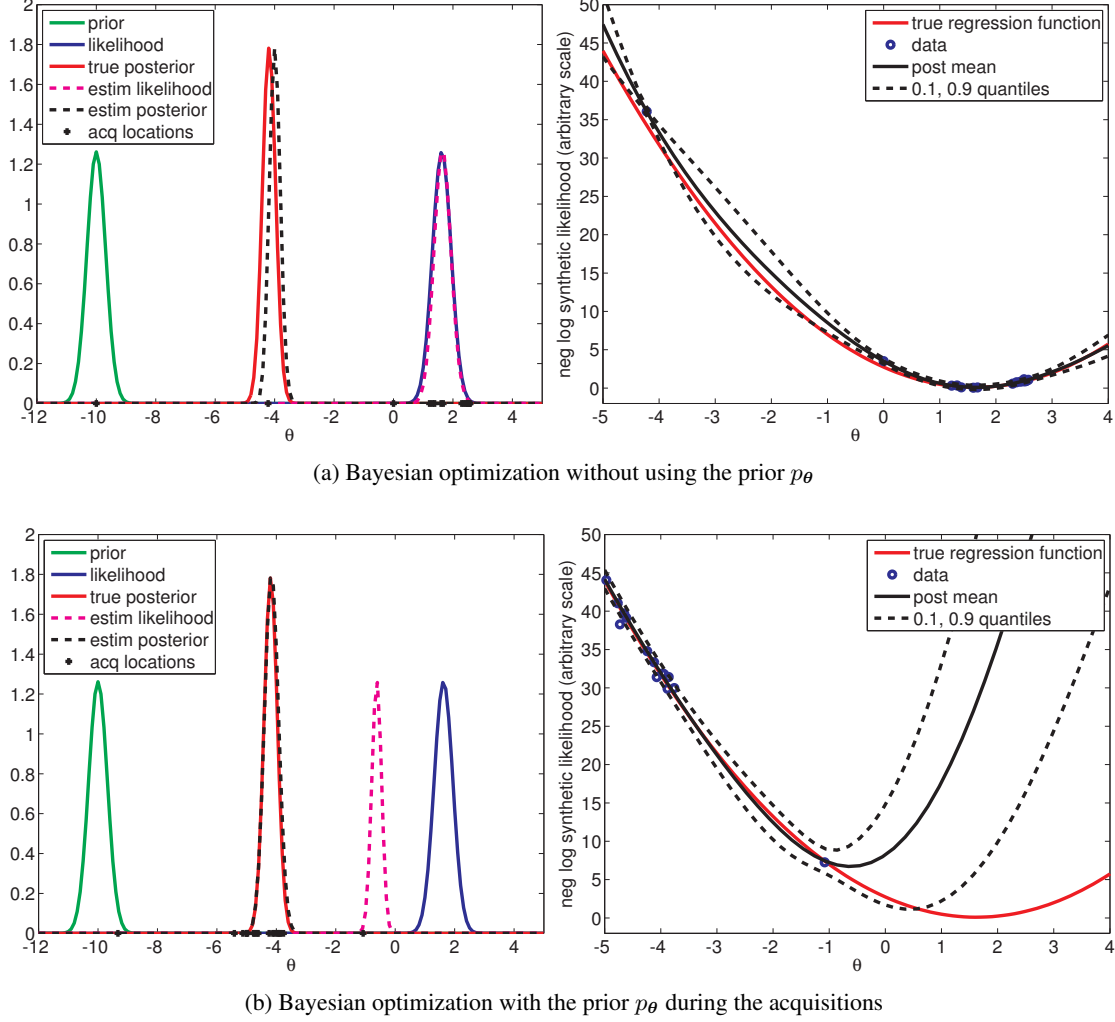 2
1.8
1.6
1.4
1.2
1
0.8
0.6
0.4
0.2
0
prior
likelihood
true posterior
estim likelihood
estim posterior
acq locations
-12 -10 -8 -6 -4 -2 0 2 4
θ
neg log synthetic likelihood (arbitrary scale)
50
45
40
35
30
25
20
15
10
5
0
true regression function
data
post mean
0.1, 0.9 quantiles
-5 -4 -3 -2 -1 0 1 2 3 4
θ
(a) Bayesian optimization without using the prior pθ
2
1.8
1.6
1.4
1.2
1
0.8
0.6
0.4
0.2
0
prior
likelihood
true posterior
estim likelihood
estim posterior
acq locations
-12 -10 -8 -6 -4 -2 0 2 4
θ
neg log synthetic likelihood (arbitrary scale)
50
45
40
35
30
25
20
15
10
5
0
true regression function
data
post mean
0.1, 0.9 quantiles
-5 -4 -3 -2 -1 0 1 2 3 4
θ
(b) Bayesian optimization with the prior pθ during the acquisitions